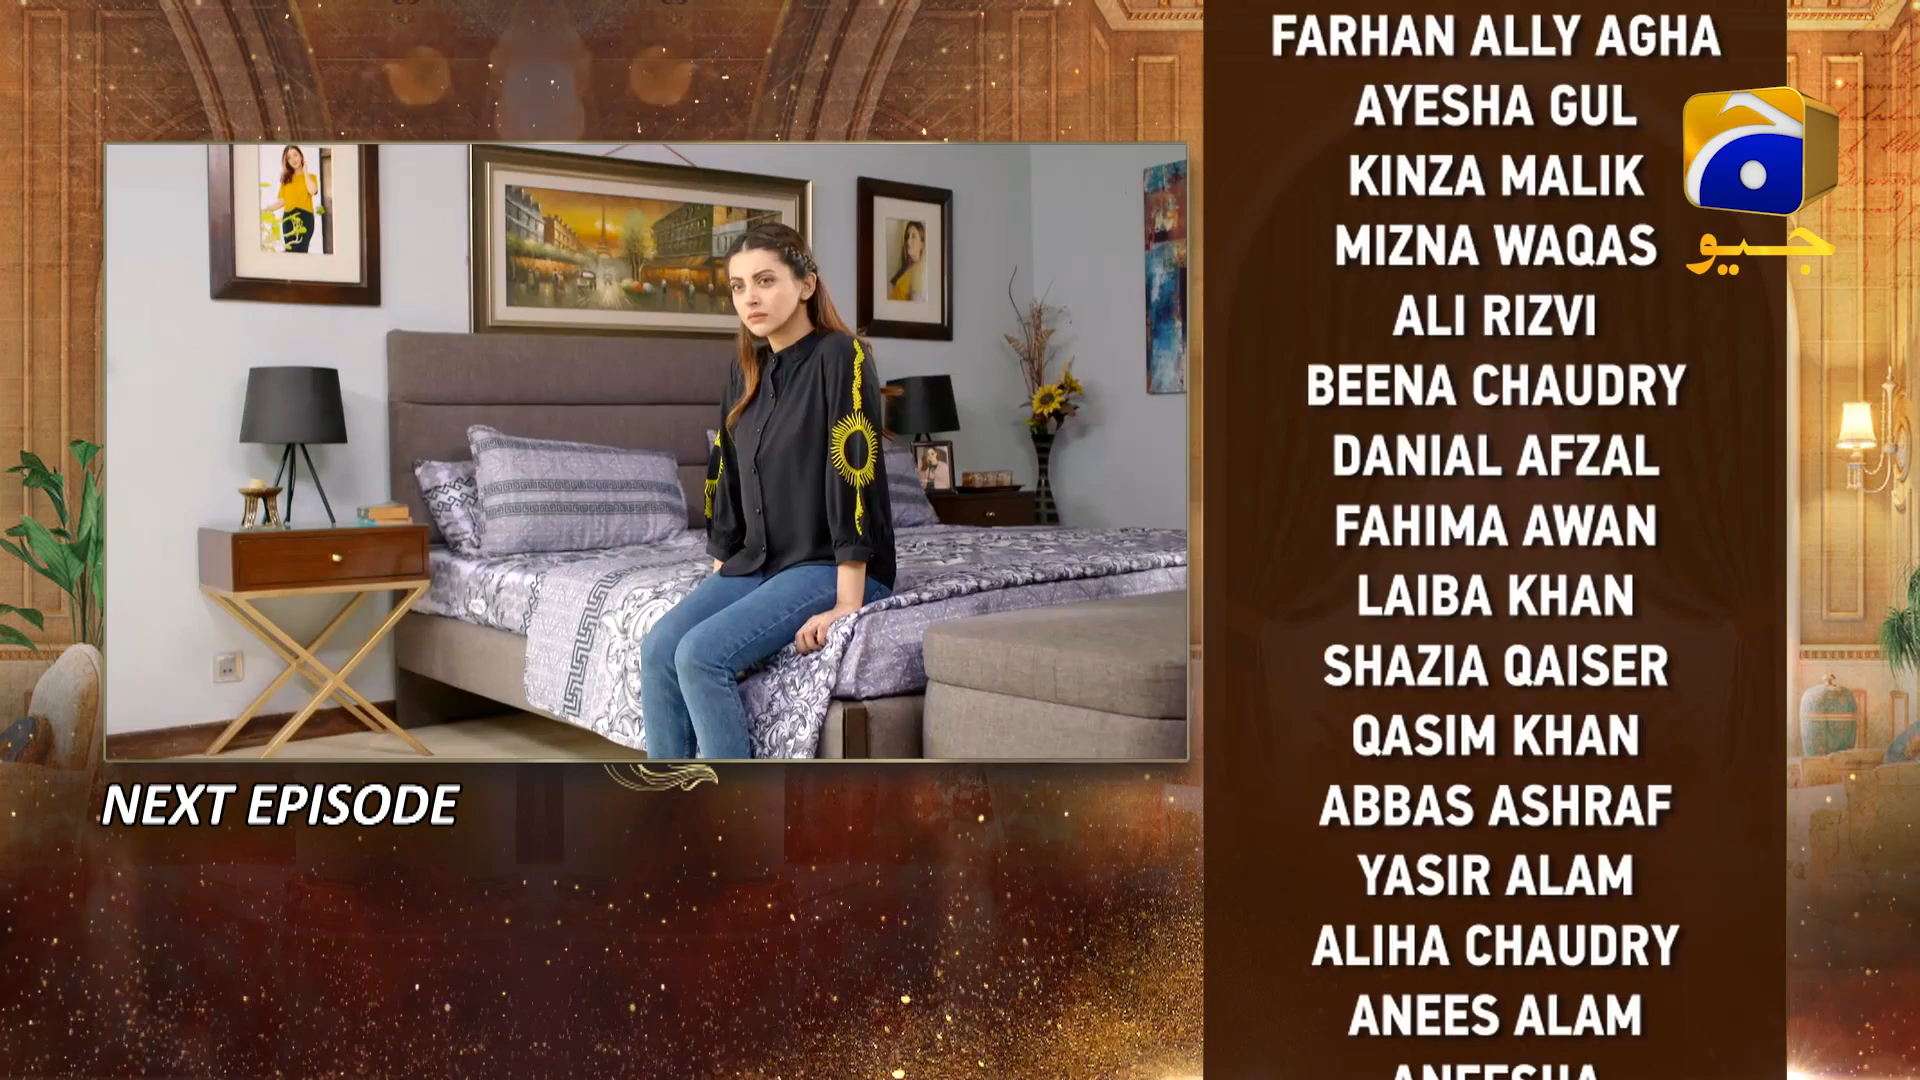 FARHAN ALLY AGHA
AYESHA GUL
KINZA MALIK
MIZNA WAQAS
ALI RIZVI
BEENA CHAUDRY
DANIAL AFZAL
FAHIMA AWAN
LAIBA KHAN
SHAZIA QAISER
QASIM KHAN
ABBAS ASHRAF
YASIR ALAM
ALIHA CHAUDRY
ANEES ALAM
ANEESHA
جیو
NEXT EPISODE